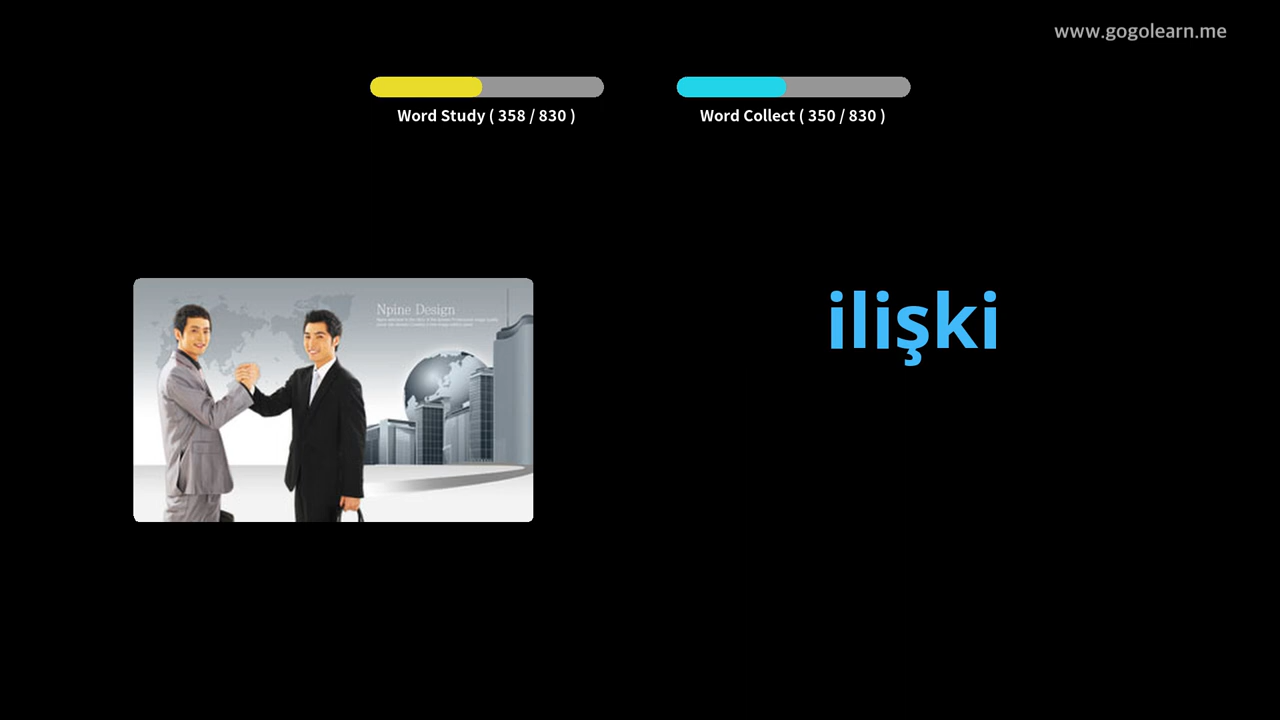 www.gogolearn.me
Word Study ( 358 / 830 )
Word Collect ( 350 / 830 )
Npine Design
ilişki